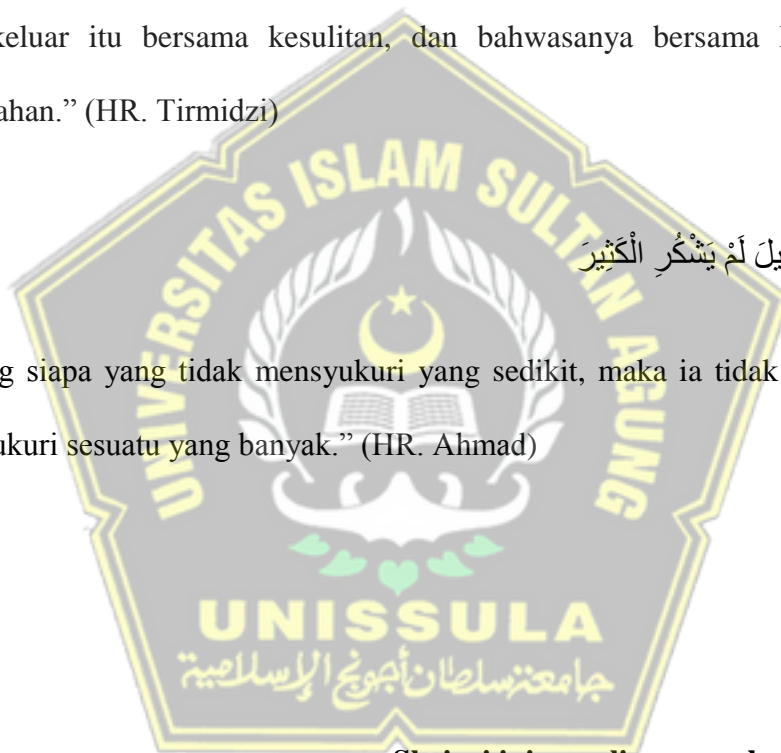 keluar itu bersama kesulitan, dan bahwasanya bersama
ahan.” (HR. Tirmidzi)
UNIVERSITAS ISLAM SULTAN AGUNG
يلَ لَمْ يَشْكُرِ الْكَثِيرَ
g siapa yang tidak mensyukuri yang sedikit, maka ia tidak
ukuri sesuatu yang banyak.” (HR. Ahmad)
UNISSULA
جامعة سلطان أجونج الإسلامية